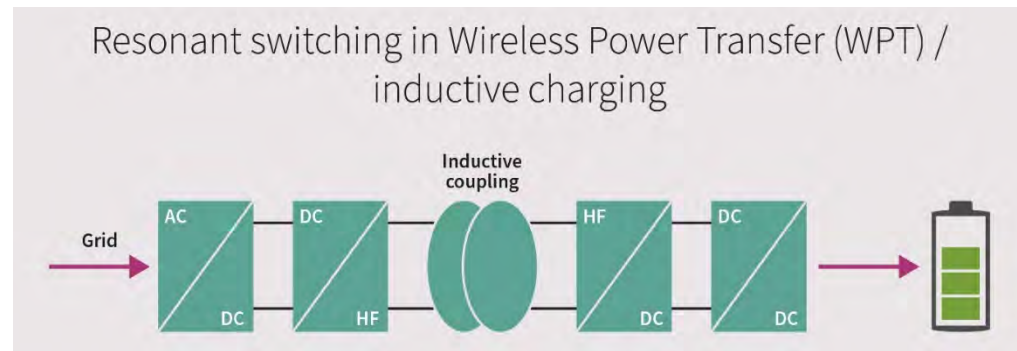 Resonant switching in Wireless Power Transfer (WPT) /
inductive charging
Inductive
coupling
Grid
AC
DC
DC
HF
HF
DC
DC
DC